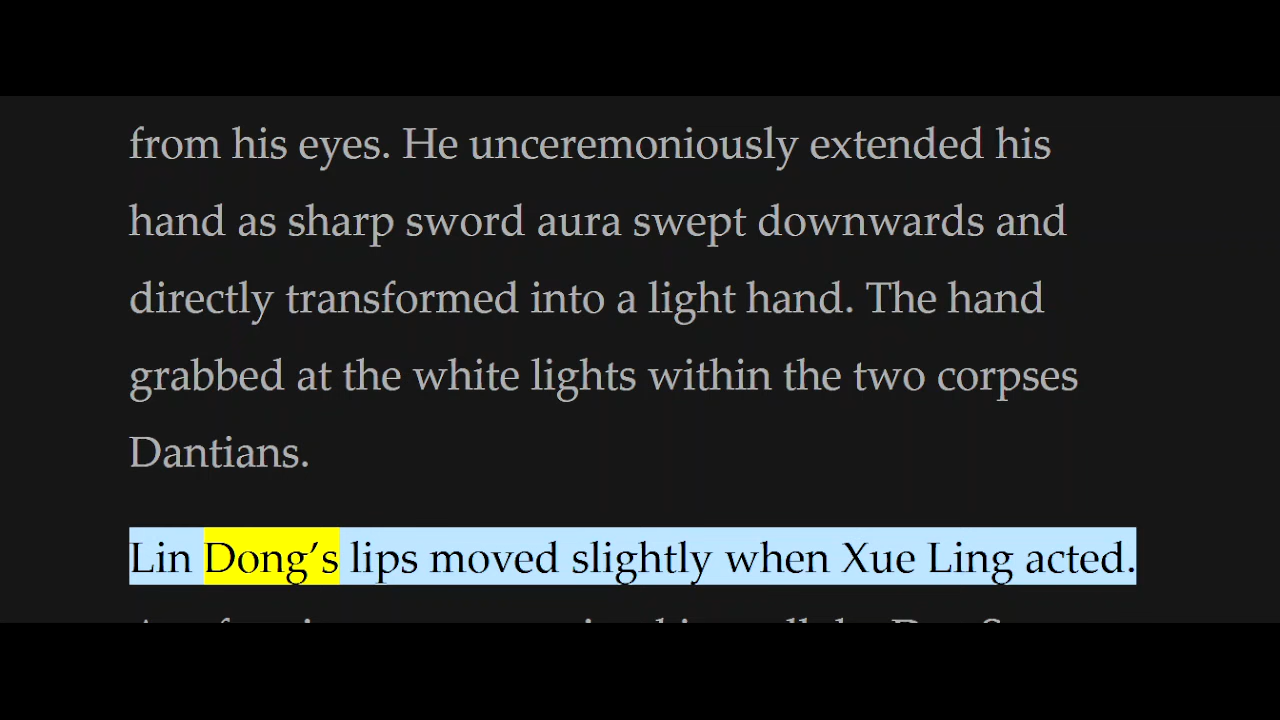 from his eyes. He unceremoniously extended his
hand as sharp sword aura swept downwards and
directly transformed into a light hand. The hand
grabbed at the white lights within the two corpses
Dantians.
Lin Dong’s lips moved slightly when Xue Ling acted.